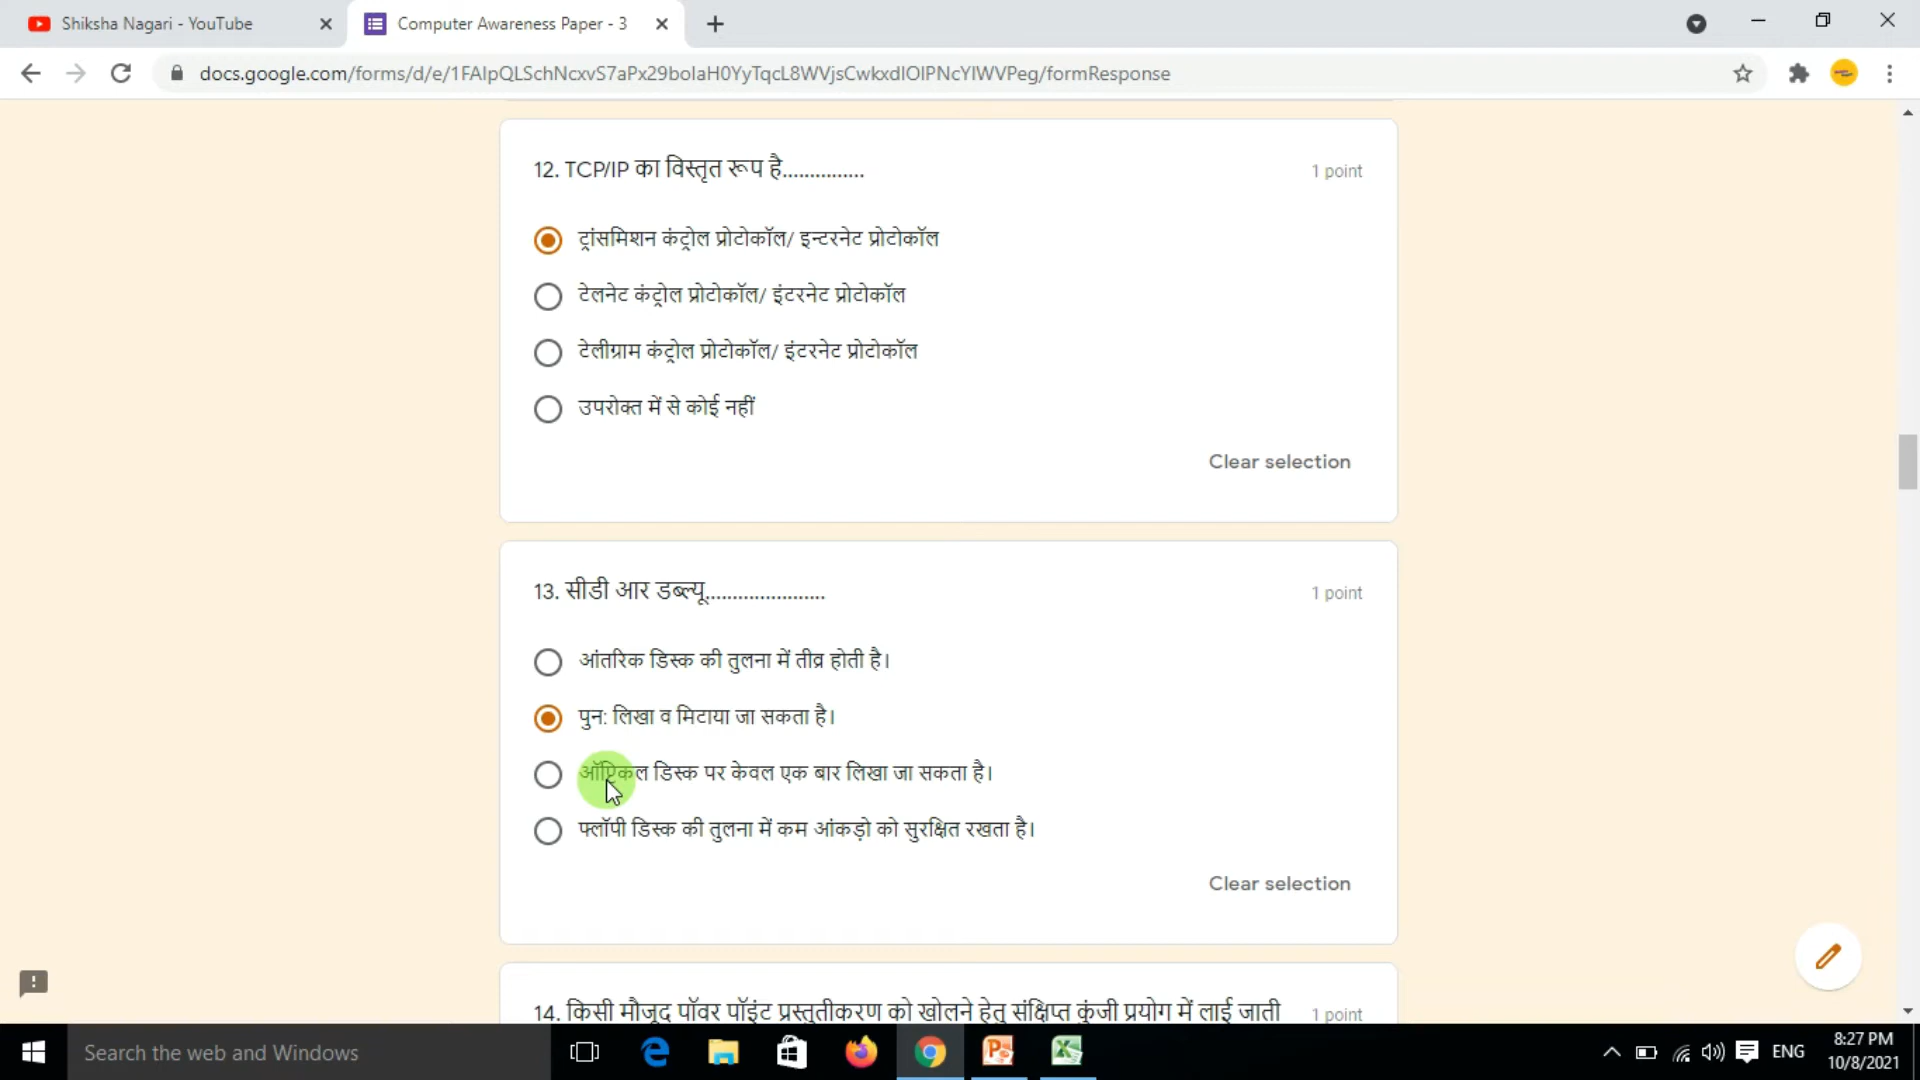 Shiksha Nagari - YouTube
Computer Awareness Paper - 3
docs.google.com/forms/d/e/1FAIpQLSchNcxvS7aPx29bolaH0YyTqcL8WVjsCwkxdIOIPNcYIWVPeg/formResponse
12. TCP/IP का विस्तृत रूप है...............
1 point
ट्रांसमिशन कंट्रोल प्रोटोकॉल/ इन्टरनेट प्रोटोकॉल
टेलनेट कंट्रोल प्रोटोकॉल/ इंटरनेट प्रोटोकॉल
टेलीग्राम कंट्रोल प्रोटोकॉल/ इंटरनेट प्रोटोकॉल
उपरोक्त में से कोई नहीं
Clear selection
13. सीडी आर डब्ल्यू......................
1 point
आंतरिक डिस्क की तुलना में तीव्र होती है।
पुन: लिखा व मिटाया जा सकता है।
ऑप्टिकल डिस्क पर केवल एक बार लिखा जा सकता है।
फ्लॉपी डिस्क की तुलना में कम आंकड़ो को सुरक्षित रखता है।
Clear selection
14. किसी मौजूद पॉवर पॉइंट प्रस्तुतीकरण को खोलने हेतु संक्षिप्त कुंजी प्रयोग में लाई जाती
1 point
Search the web and Windows
ENG
8:27 PM
10/8/2021